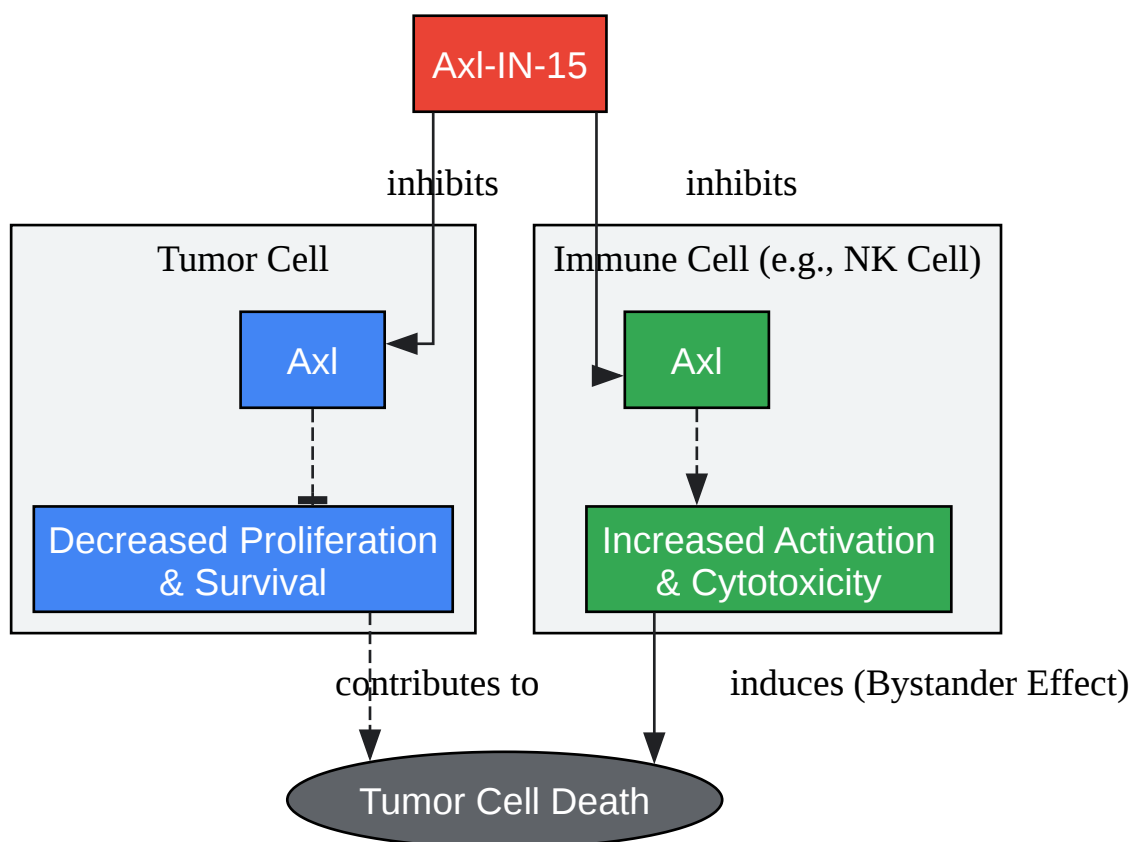 Axl-IN-15
inhibits
inhibits
Tumor Cell
Immune Cell (e.g., NK Cell)
Axl
Axl
Decreased Proliferation
& Survival
Increased Activation
& Cytotoxicity
contributes to
induces (Bystander Effect)
Tumor Cell Death